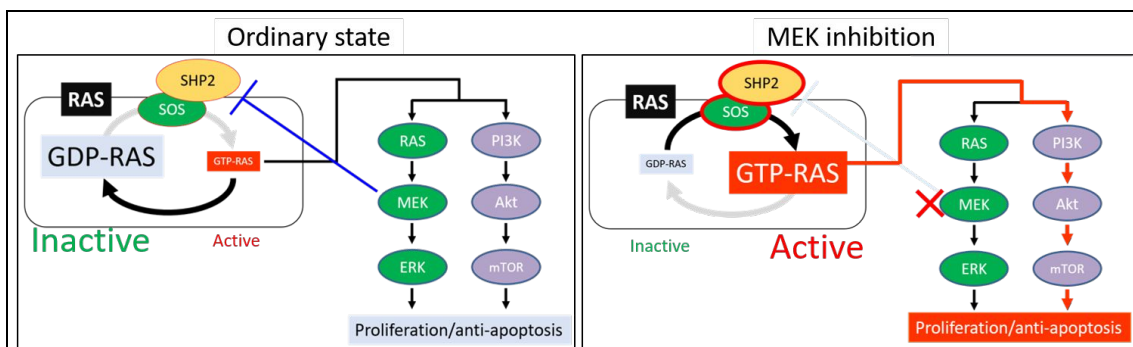 Ordinary state
SHP2
RAS
SOS
GDP-RAS
GTP-RAS
RAS
PI3K
MEK
Akt
Inactive
Active
ERK
mTOR
Proliferation/anti-apoptosis
MEK inhibition
SHP2
RAS
SOS
GDP-RAS
GTP-RAS
RAS
PI3K
MEK
Akt
Inactive
Active
ERK
mTOR
Proliferation/anti-apoptosis